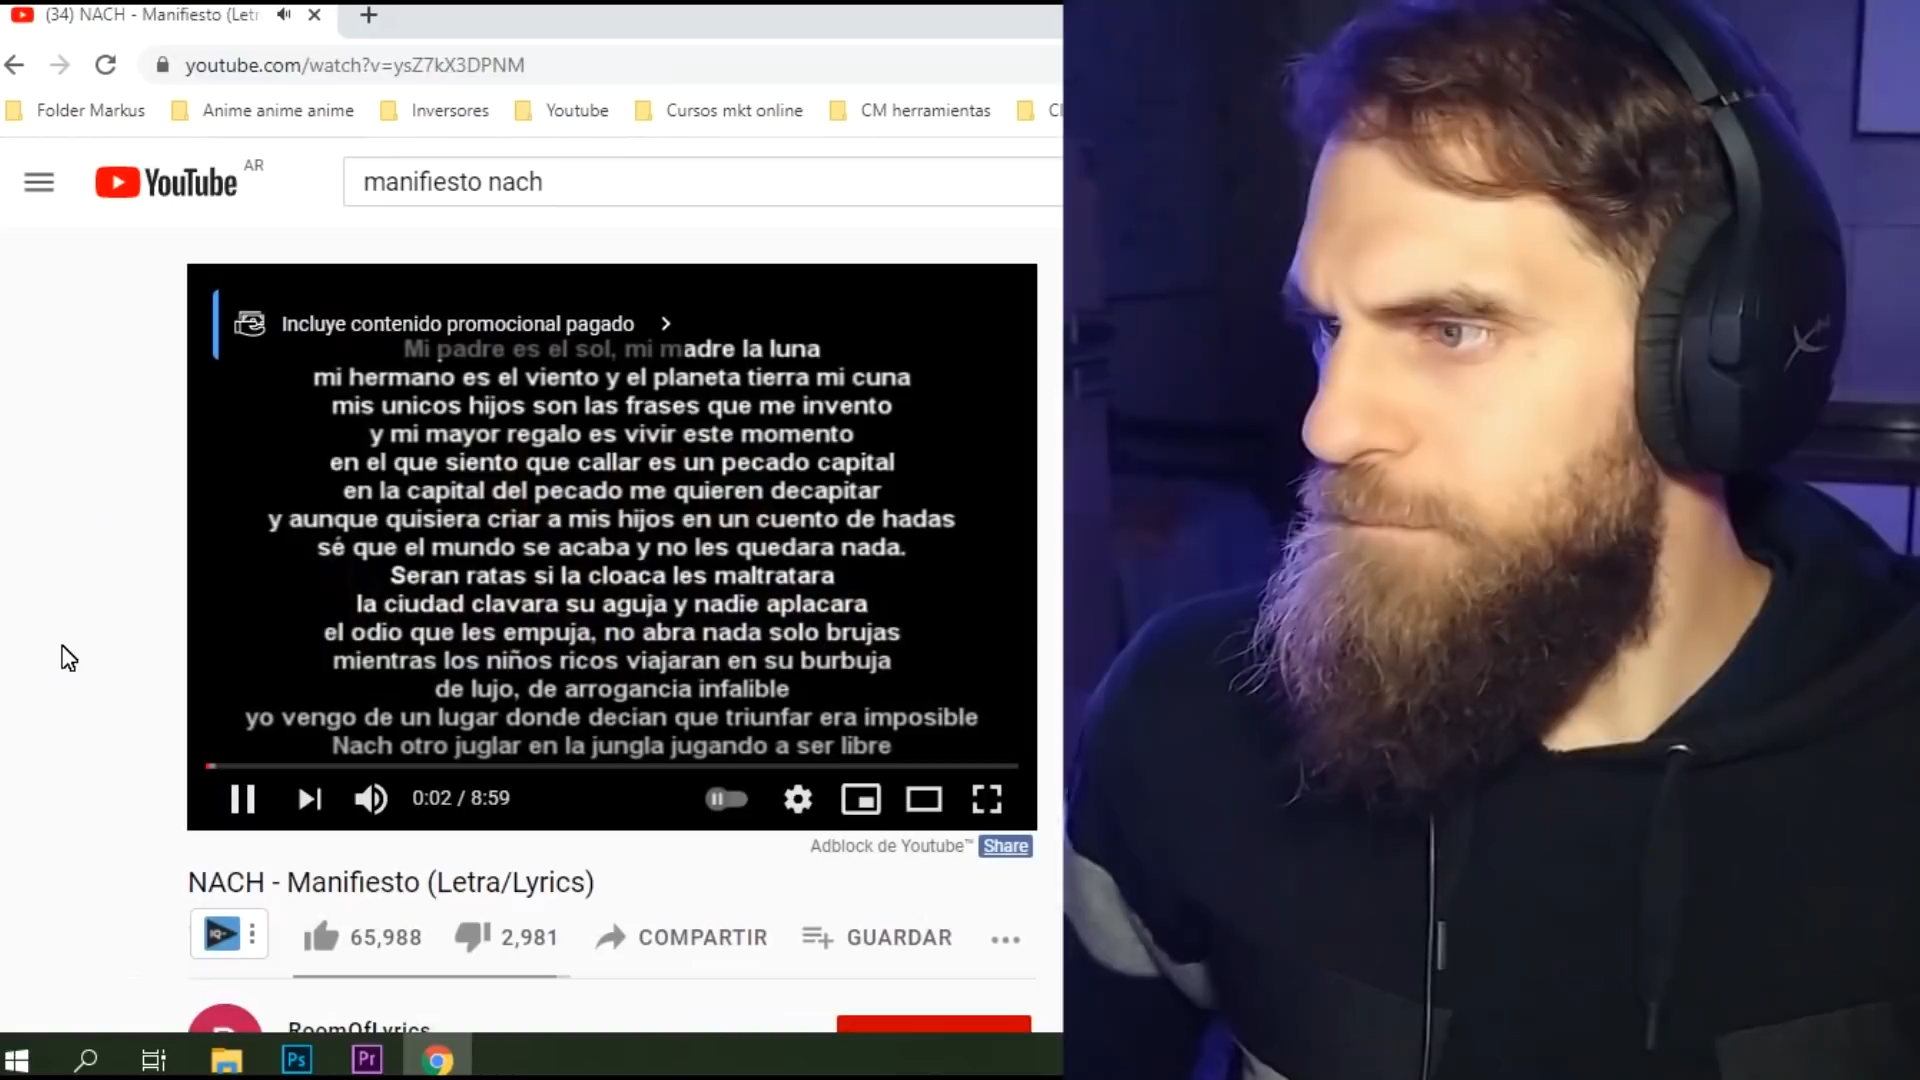 (34) NACH - Manifiesto (Letr
youtube.com/watch?v=ysZ7kX3DPNM
Folder Markus
Anime anime anime
Inversores
Youtube
Cursos mkt online
CM herramientas
YouTube
AR
manifiesto nach
Incluye contenido promocional pagado
Mi padre es el sol, mi madre la luna
mi hermano es el viento y el planeta tierra mi cuna
mis unicos hijos son las frases que me invento
y mi mayor regalo es vivir este momento
en el que siento que callar es un pecado capital
en la capital del pecado me quieren decapitar
y aunque quisiera criar a mis hijos en un cuento de hadas
sé que el mundo se acaba y no les quedara nada.
Seran ratas si la cloaca les maltratara
la ciudad clavara su aguja y nadie aplacara
el odio que les empuja, no abra nada solo brujas
mientras los niños ricos viajaran en su burbuja
de lujo, de arrogancia infalible
yo vengo de un lugar donde decian que triunfar era imposible
Nach otro juglar en la jungla jugando a ser libre
0:02 / 8:59
Adblock de Youtube™ Share
NACH - Manifiesto (Letra/Lyrics)
IQ
65,988
2,981
COMPARTIR
GUARDAR
RoomOfLyrics
Ps
Pr